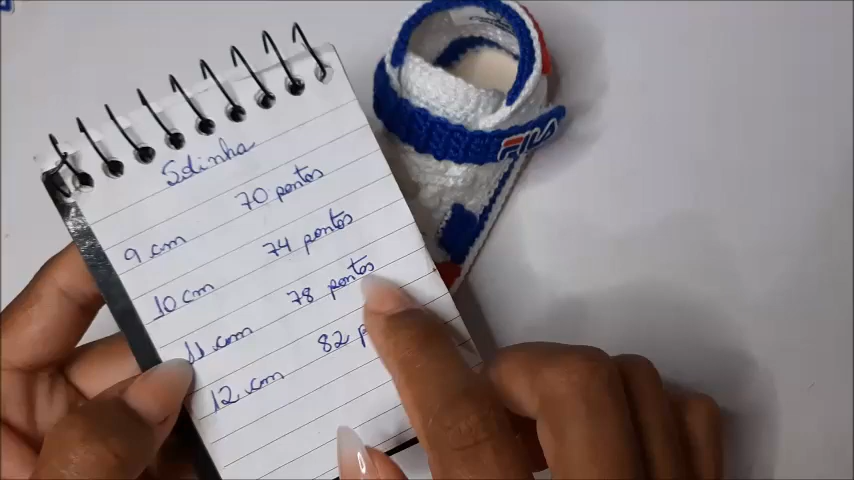 Solinha
9 cm 70 pontos
10 cm 74 pontos
11 cm 78 pontos
12 cm 82 p
FILA